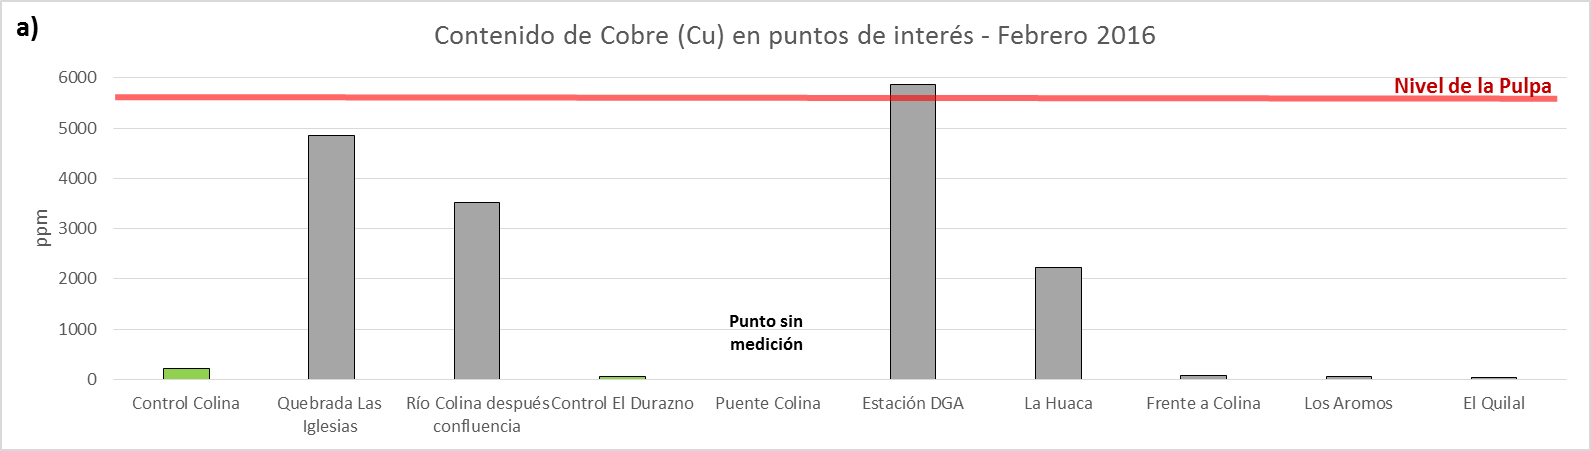 a)
Contenido de Cobre (Cu) en puntos de interés - Febrero 2016
6000
Nivel de la Pulpa
5000
4000
3000
2000
1000
0
ppm
Punto sin
medición
Control Colina
Quebrada Las
Iglesias
Río Colina después
confluencia
Control El Durazno
Puente Colina
Estación DGA
La Huaca
Frente a Colina
Los Aromos
El Quilal